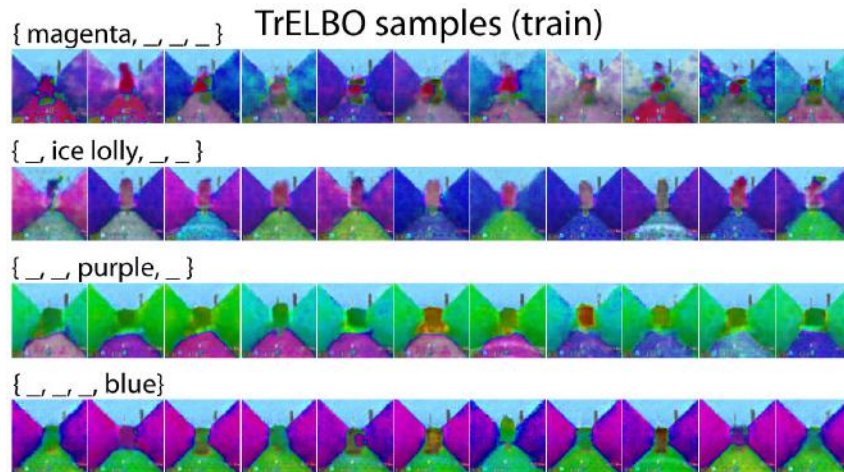 TrELBO samples (train)
{ magenta, _, _, _ }
{ _, ice lolly, _, _ }
{ _, _, purple, _ }
{ _, _, _, blue}